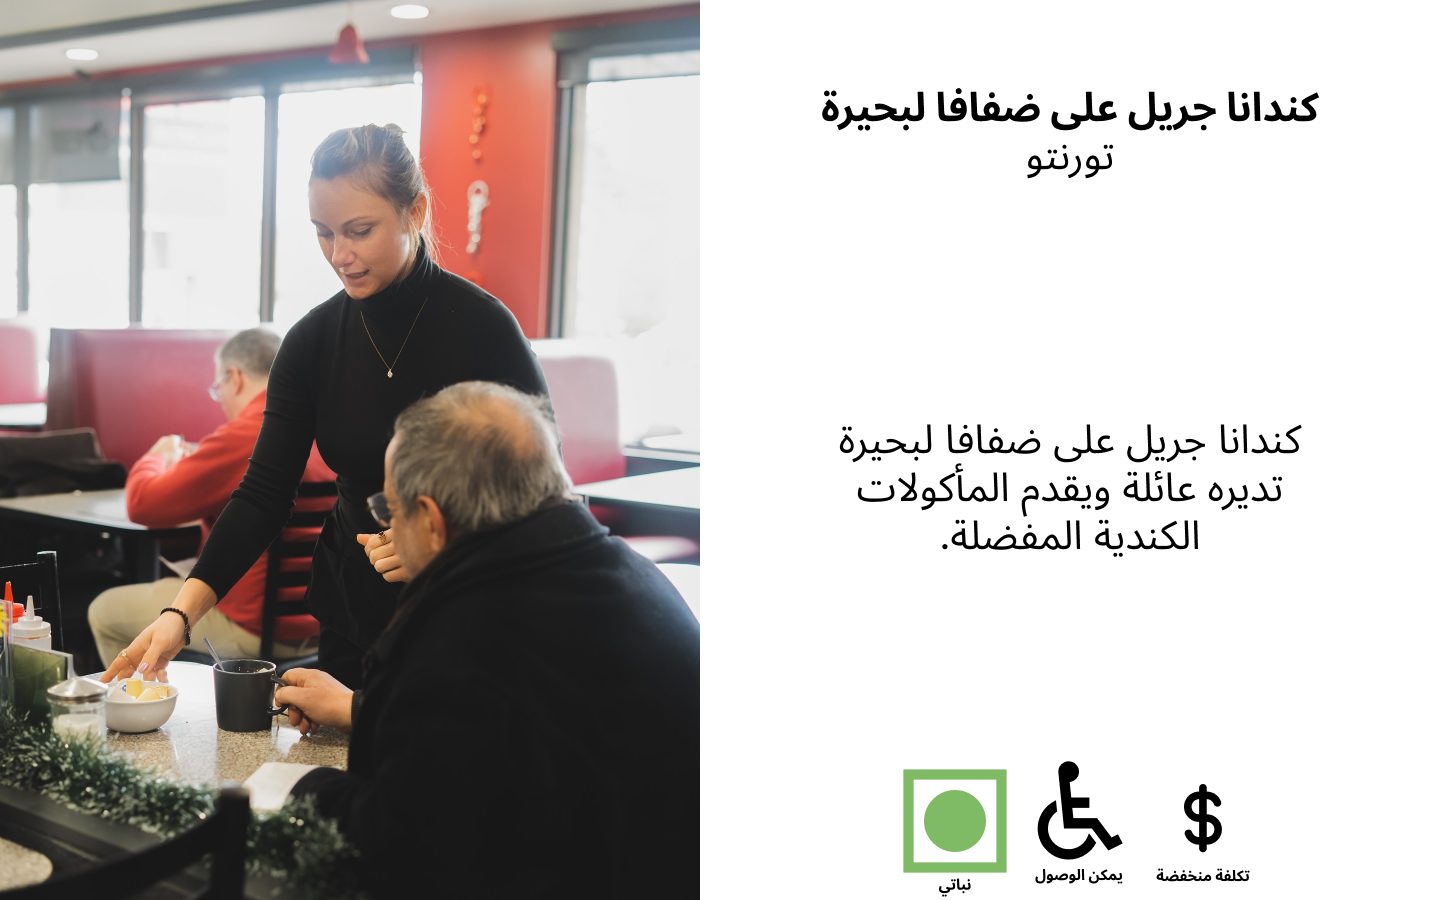 كندانا جريل على ضفافا لبحيرة
تورنتو
كندانا جريل على ضفافا لبحيرة
تديره عائلة ويقدم المأكولات
الكندية المفضلة.
تكلفة منخفضة
يمكن الوصول
نباتي